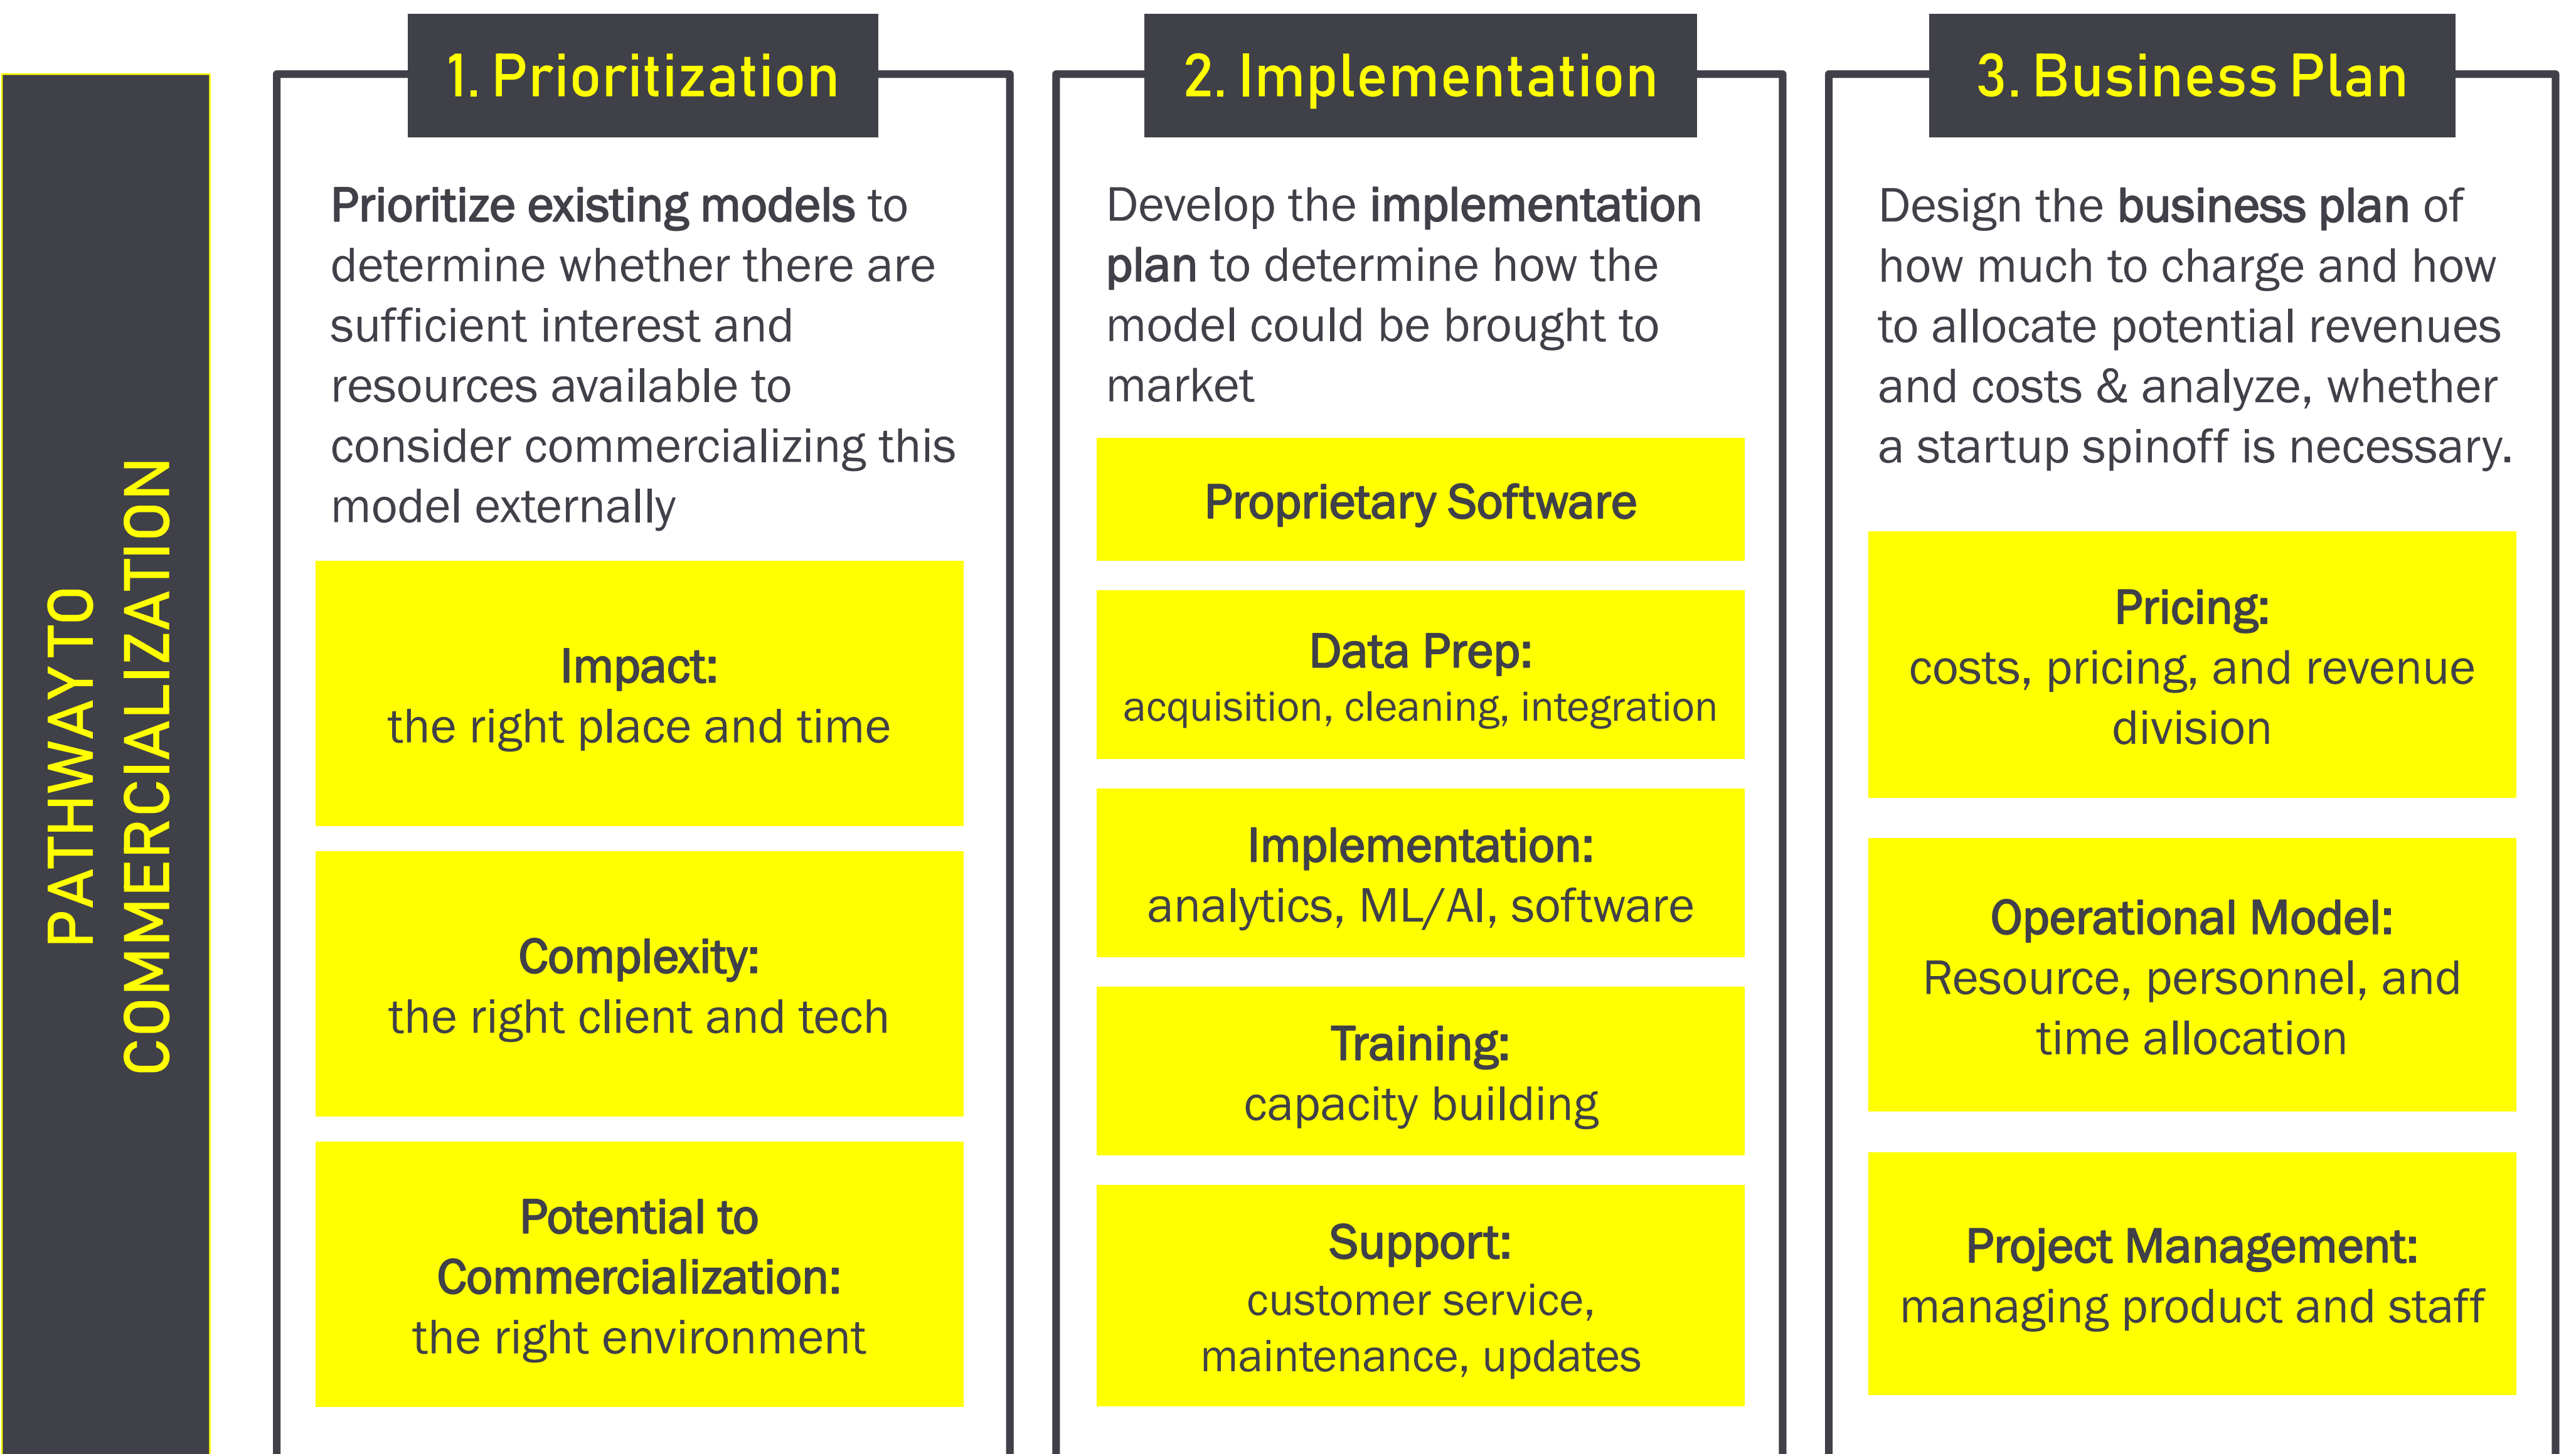 PATHWAY TO
COMMERCIALIZATION
1. Prioritization
Prioritize existing models to
determine whether there are
sufficient interest and
resources available to
consider commercializing this
model externally
Impact:
the right place and time
Complexity:
the right client and tech
Potential to
Commercialization:
the right environment
2. Implementation
Develop the implementation
plan to determine how the
model could be brought to
market
Proprietary Software
Data Prep:
acquisition, cleaning, integration
Implementation:
analytics, ML/AI, software
Training:
capacity building
Support:
customer service,
maintenance, updates
3. Business Plan
Design the business plan of
how much to charge and how
to allocate potential revenues
and costs & analyze, whether
a startup spinoff is necessary.
Pricing:
costs, pricing, and revenue
division
Operational Model:
Resource, personnel, and
time allocation
Project Management:
managing product and staff